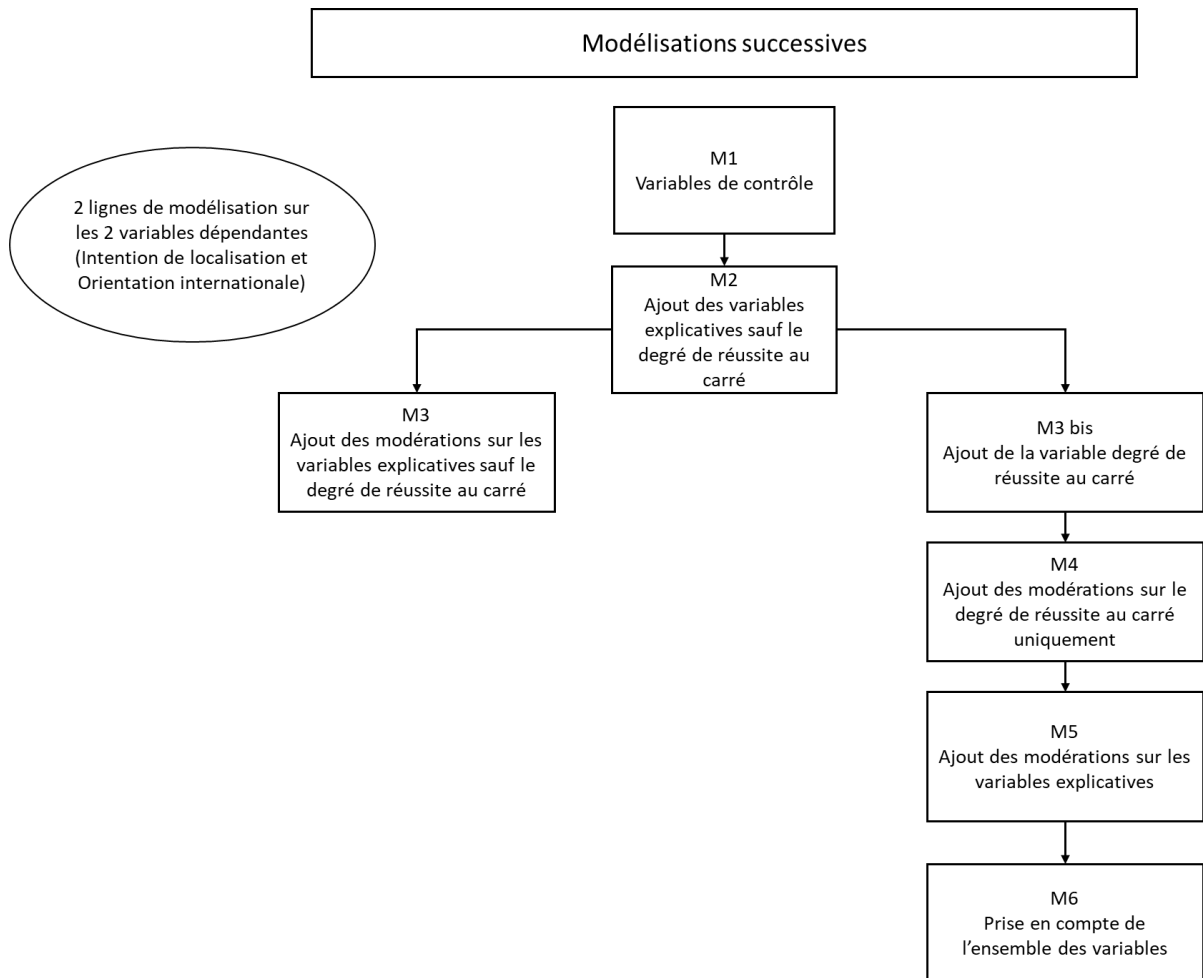 Modélisations successives
M1
Variables de contrôle
2 lignes de modélisation sur
les 2 variables dépendantes
(Intention de localisation et
Orientation internationale)
M2
Ajout des variables
explicatives sauf le
degré de réussite au
carré
M3
Ajout des modérations sur les
variables explicatives sauf le
degré de réussite au carré
M3 bis
Ajout de la variable degré de
réussite au carré
M4
Ajout des modérations sur le
degré de réussite au carré
uniquement
M5
Ajout des modérations sur les
variables explicatives
M6
Prise en compte de
l'ensemble des variables